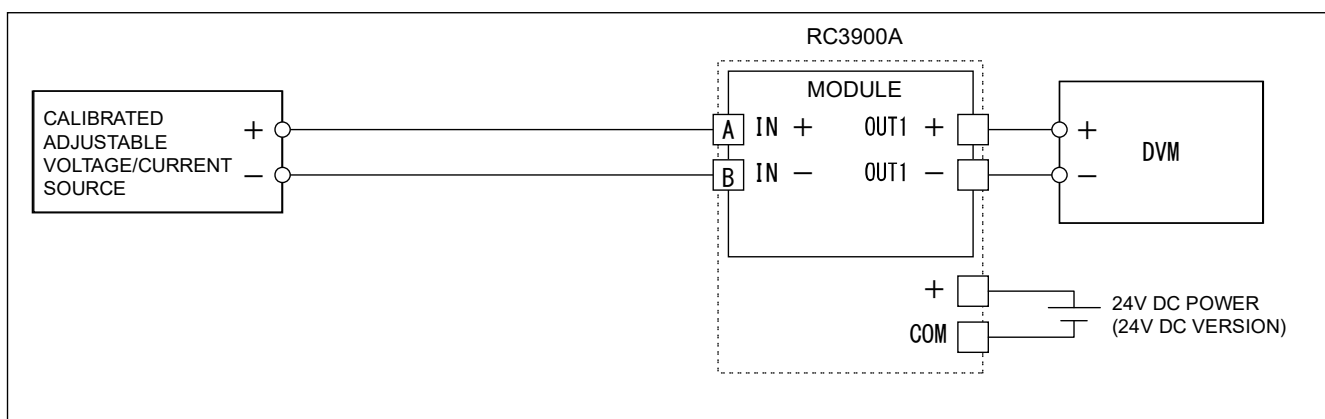 RC3900A
MODULE
CALIBRATED
ADJUSTABLE
VOLTAGE/CURRENT
SOURCE
+
−
A IN + OUT1 +
B IN − OUT1 −
+
−
DVM
+
COM
24V DC POWER
(24V DC VERSION)